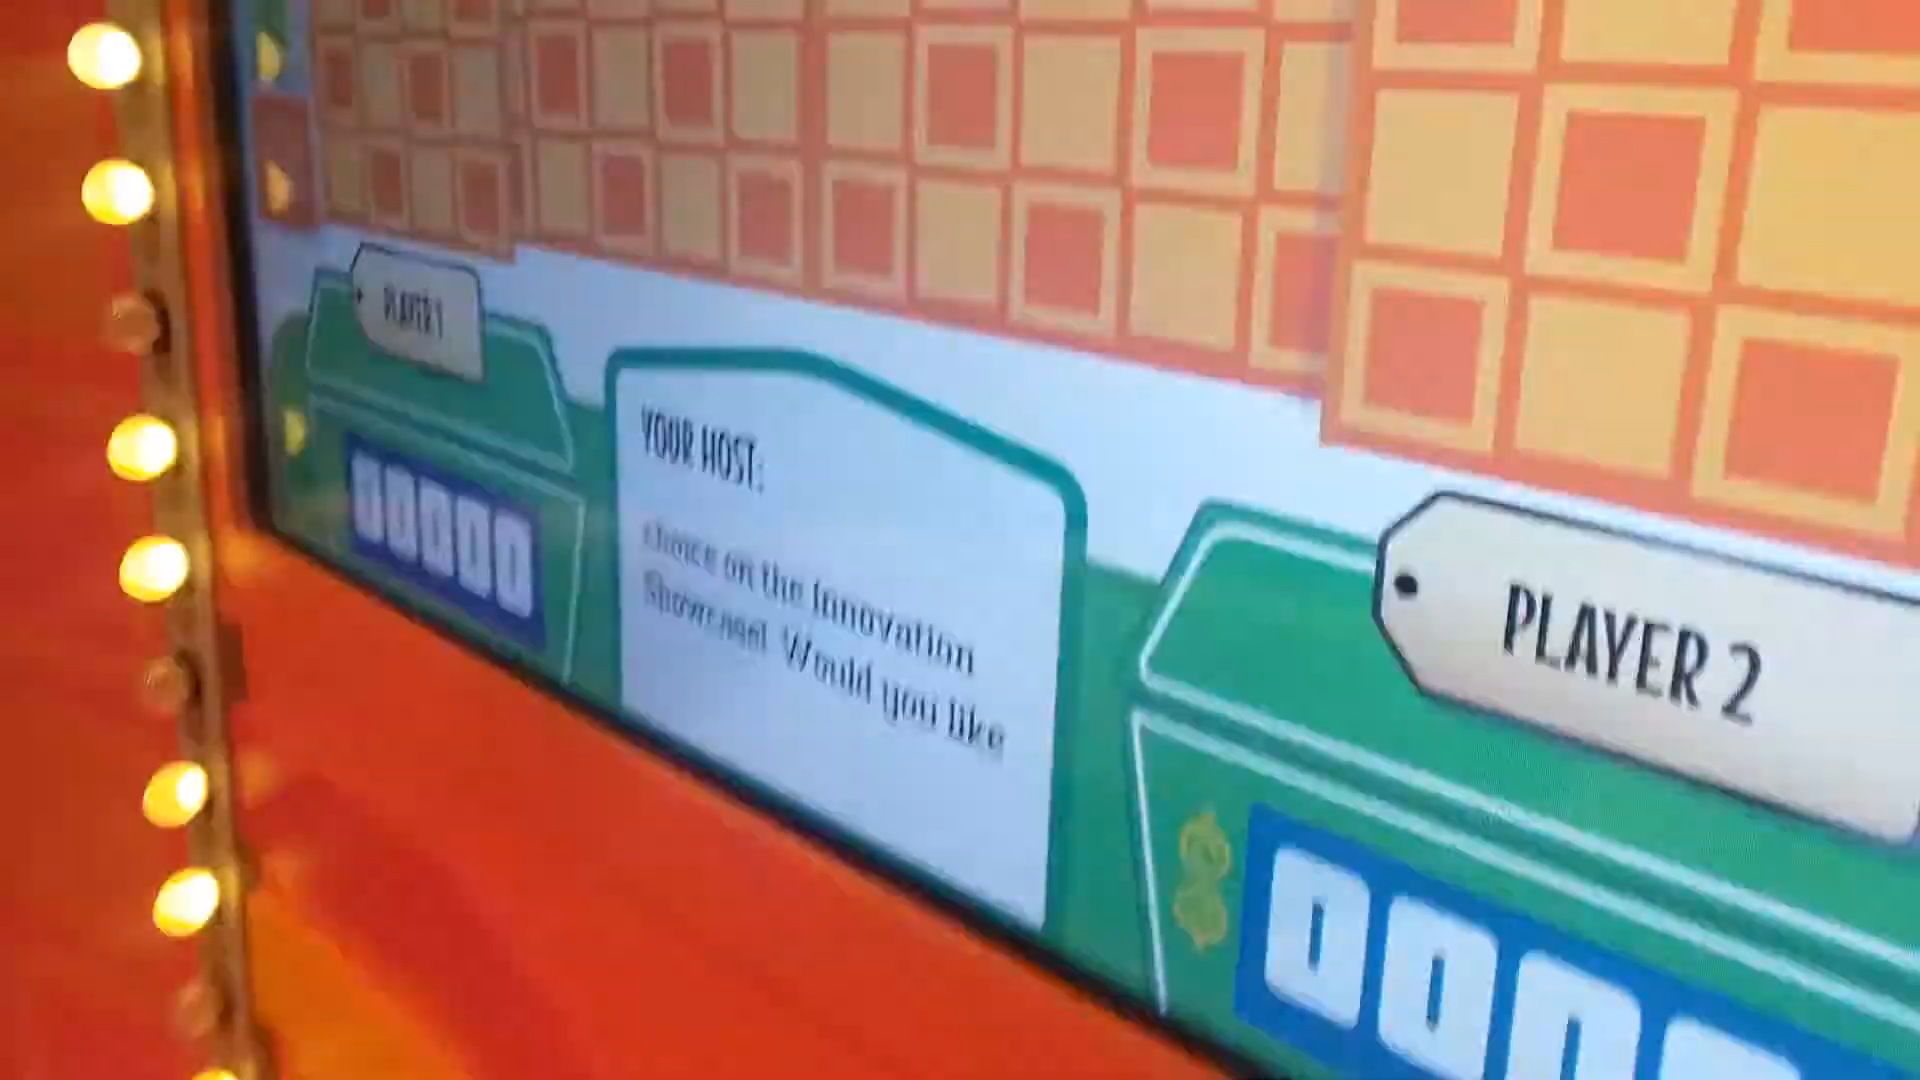 PLAYER 1
YOUR HOST:
choice on the Innovation
Showcase! Would you like
PLAYER 2
00000
$